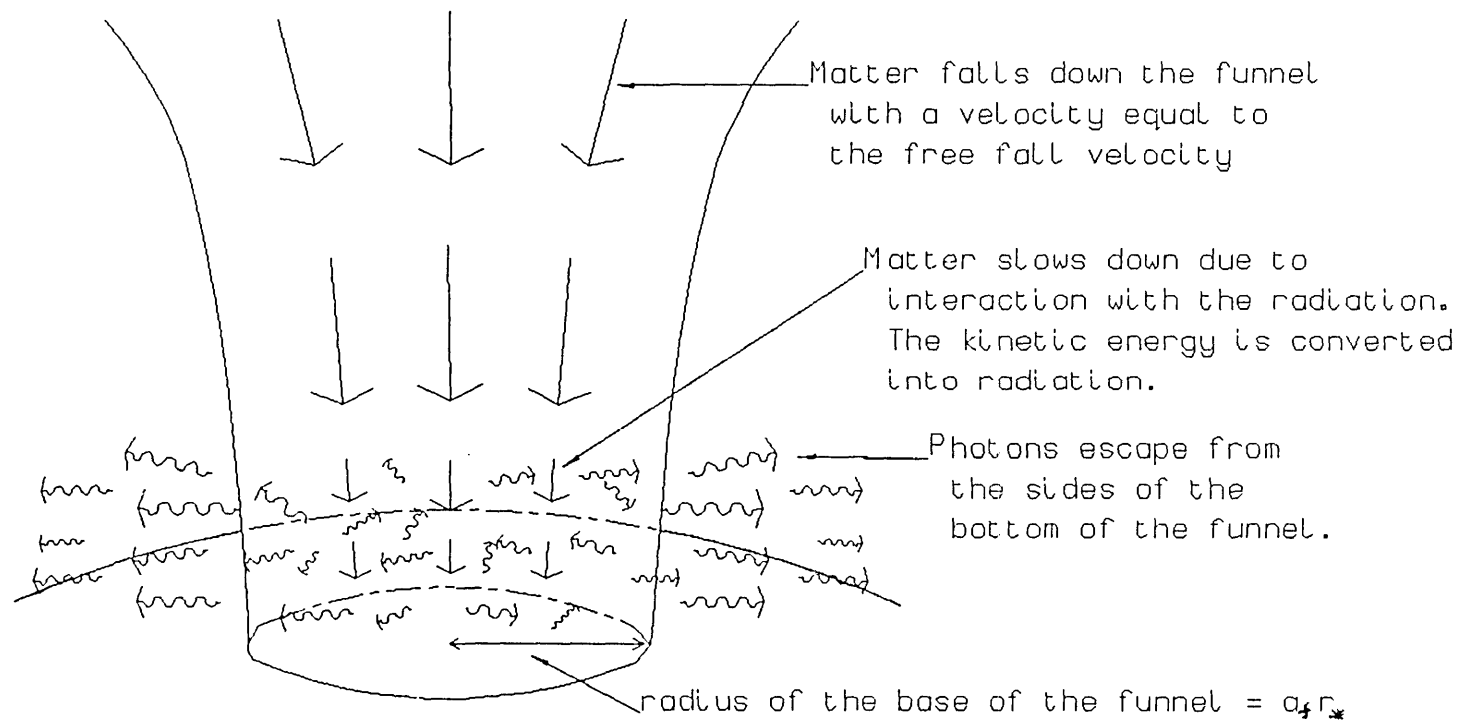 Matter falls down the funnel
with a velocity equal to
the free fall velocity
Matter slows down due to
interaction with the radiation.
The kinetic energy is converted
into radiation.
Photons escape from
the sides of the
bottom of the funnel.
radius of the base of the funnel = a_f r_*